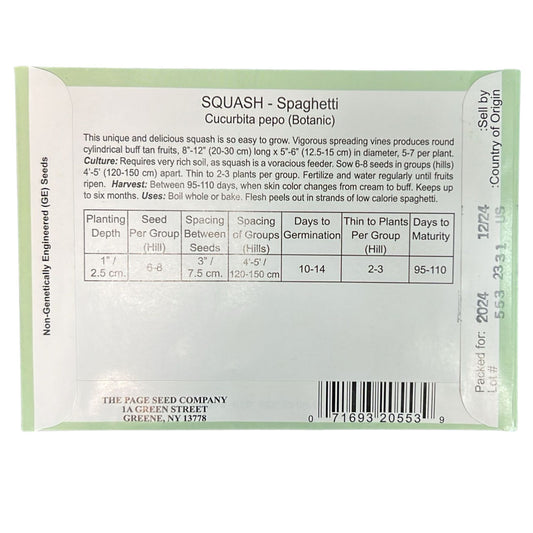 SQUASH - Spaghetti
Cucurbita pepo (Botanic)
This unique and delicious squash is so easy to grow. Vigorous spreading vines produces round
cylindrical buff tan fruits, 8"-12" (20-30 cm) long x 5"-6" (12.5-15 cm) in diameter, 5-7 per plant.
Culture: Requires very rich soil, as squash is a voracious feeder. Sow 6-8 seeds in groups (hills)
4'-5' (120-150 cm) apart. Thin to 2-3 plants per group. Fertilize and water regularly until fruits
ripen. Harvest: Between 95-110 days, when skin color changes from cream to buff. Keeps up
to six months. Uses: Boil whole or bake. Flesh peels out in strands of low calorie spaghetti.
Planting Depth Seed Per Group (Hill) Spacing Between Seeds Spacing of Groups (Hills) Days to Germination Thin to Plants Per Group (Hill) Days to Maturity
1" / 2.5 cm. 6-8 3" / 7.5 cm. 4'-5' / 120-150 cm 10-14 2-3 95-110
THE PAGE SEED COMPANY
1A GREEN STREET
GREENE, NY 13778
0 71693 20553 9
Non-Genetically Engineered (GE) Seeds
Packed for: 2024 12/24 :Sell by
Lot# 553 2331 US :Country of Origin